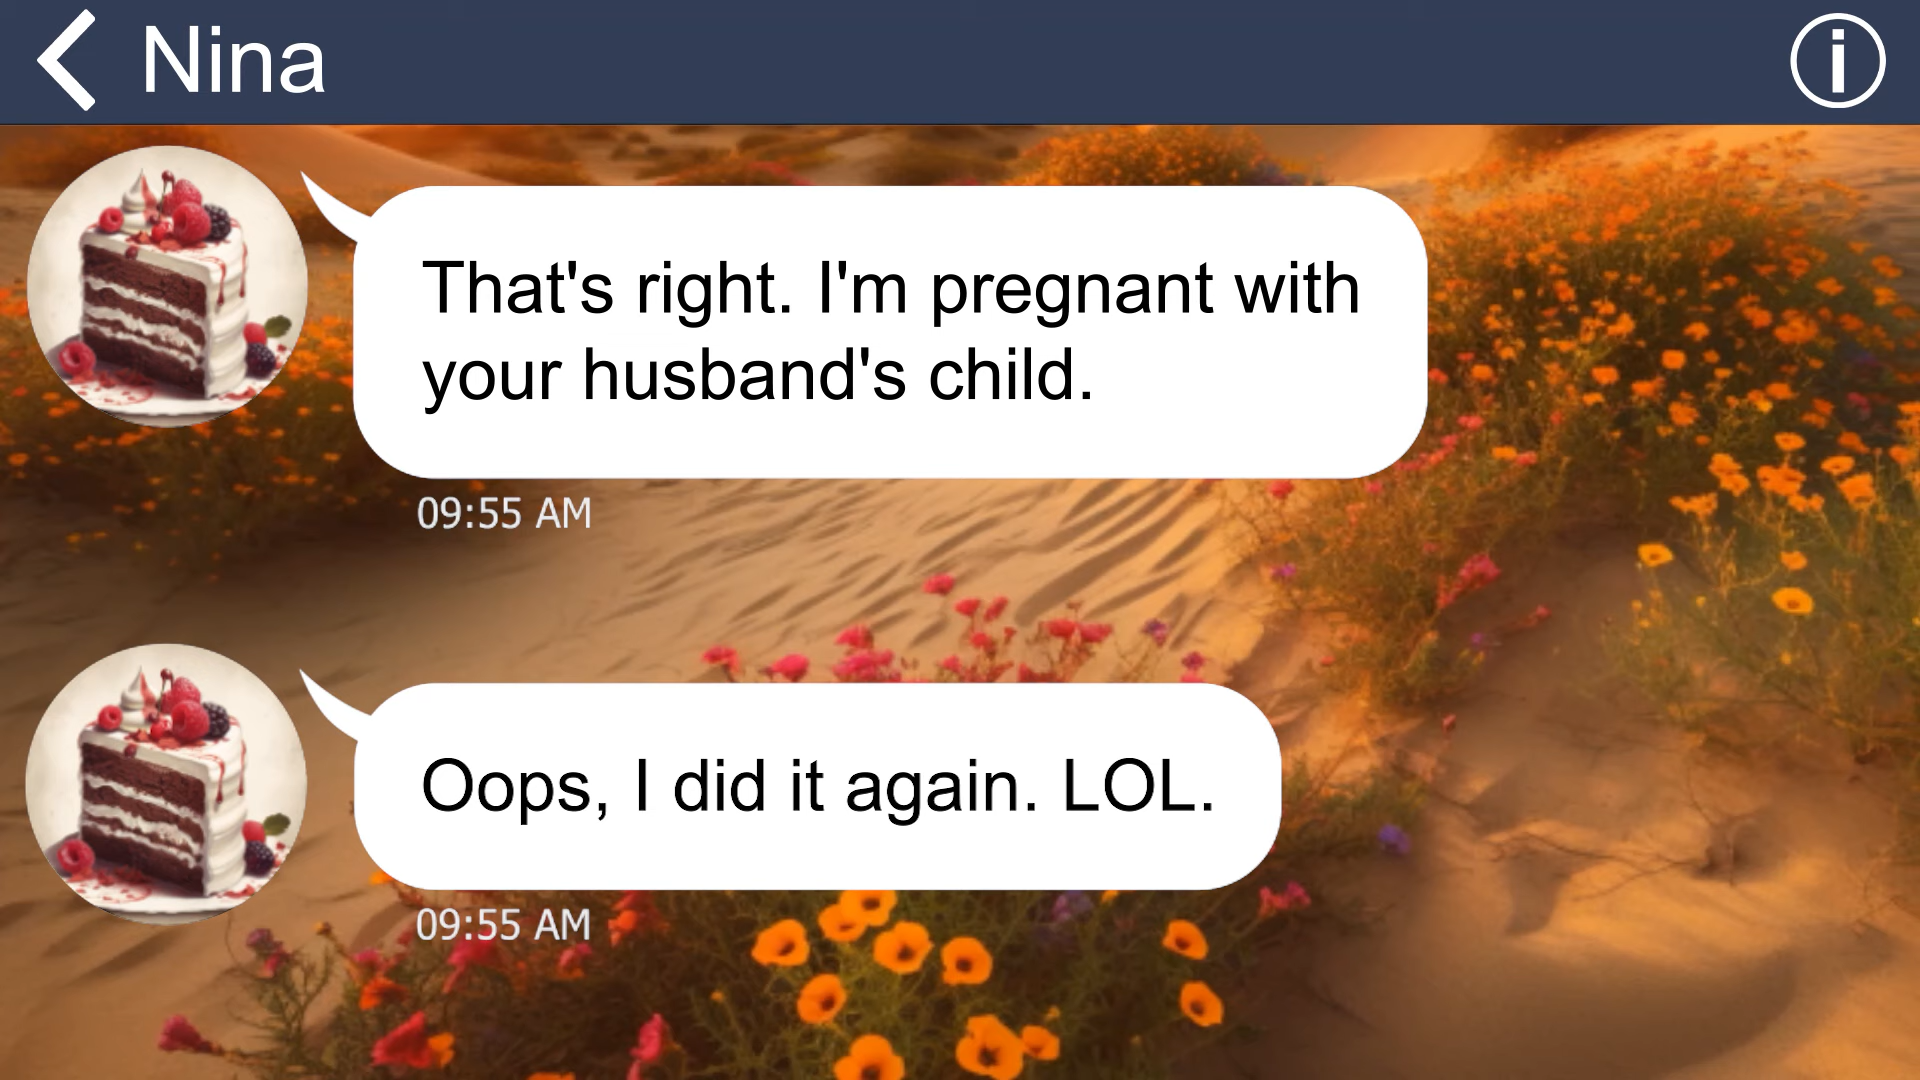 Nina
That's right. I'm pregnant with
your husband's child.
09:55 AM
Oops, I did it again. LOL.
09:55 AM